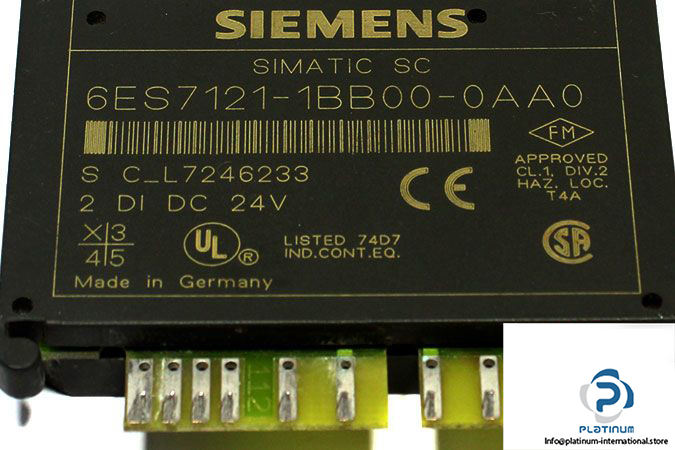 SIEMENS
SIMATIC SC
6ES7121-1BB00-0AA0
FM
APPROVED
CL.1, DIV.2
HAZ. LOC.
T4A
S C_L7246233
2 DI DC 24V
CE
X 3
4 5
UL ®
LISTED 74D7
IND.CONT.EQ.
SA
Made in Germany
112
PLATINUM
Info@platinum-international.store